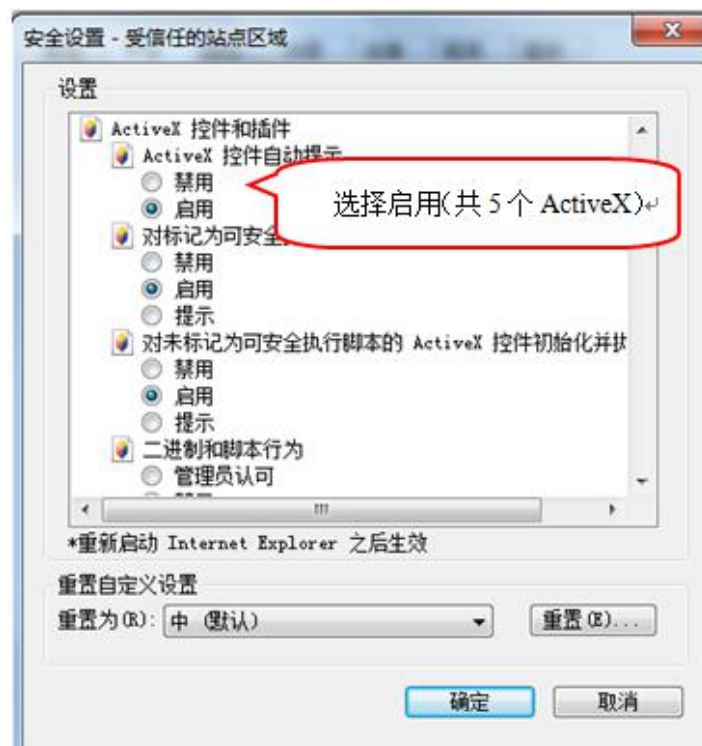 安全设置 - 受信任的站点区域
设置
ActiveX 控件和插件
ActiveX 控件自动提示
禁用
启用
选择启用(共 5 个 ActiveX)↵
对标记为可安全
禁用
启用
提示
对未标记为可安全执行脚本的 ActiveX 控件初始化并执
禁用
启用
提示
二进制和脚本行为
管理员认可
*重新启动 Internet Explorer 之后生效
重置自定义设置
重置为(R):
中 (默认)
重置(E)...
确定
取消